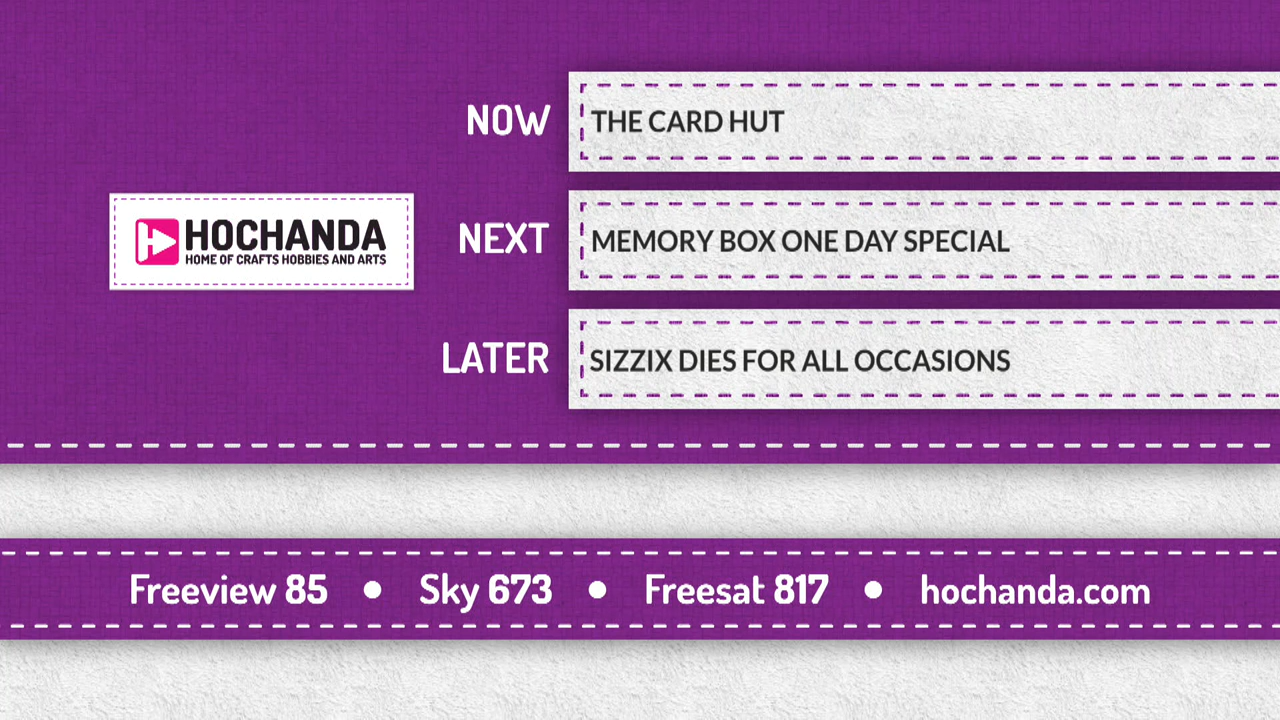 NOW
THE CARD HUT
HOCHANDA
HOME OF CRAFTS HOBBIES AND ARTS
NEXT
MEMORY BOX ONE DAY SPECIAL
LATER
SIZZIX DIES FOR ALL OCCASIONS
Freeview 85 • Sky 673 • Freesat 817 • hochanda.com